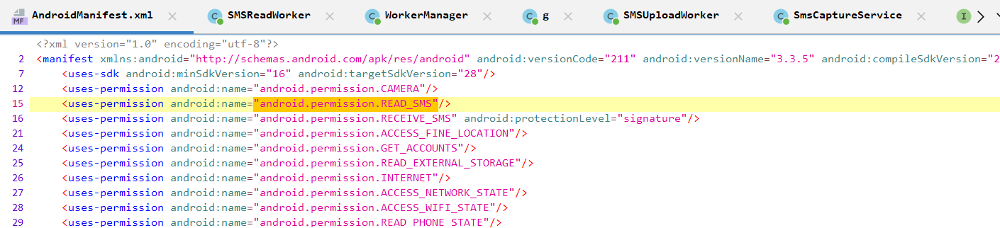 AndroidManifest.xml SMSReadWorker WorkerManager g SMSUploadWorker SmsCaptureService
<?xml version="1.0" encoding="utf-8"?>
2 <manifest xmlns:android="http://schemas.android.com/apk/res/android" android:versionCode="211" android:versionName="3.3.5" android:compileSdkVersion="2
7 <uses-sdk android:minSdkVersion="16" android:targetSdkVersion="28"/>
12 <uses-permission android:name="android.permission.CAMERA"/>
15 <uses-permission android:name="android.permission.READ_SMS"/>
16 <uses-permission android:name="android.permission.RECEIVE_SMS" android:protectionLevel="signature"/>
21 <uses-permission android:name="android.permission.ACCESS_FINE_LOCATION"/>
24 <uses-permission android:name="android.permission.GET_ACCOUNTS"/>
25 <uses-permission android:name="android.permission.READ_EXTERNAL_STORAGE"/>
26 <uses-permission android:name="android.permission.INTERNET"/>
27 <uses-permission android:name="android.permission.ACCESS_NETWORK_STATE"/>
28 <uses-permission android:name="android.permission.ACCESS_WIFI_STATE"/>
29 <uses-permission android:name="android.permission.READ_PHONE_STATE"/>